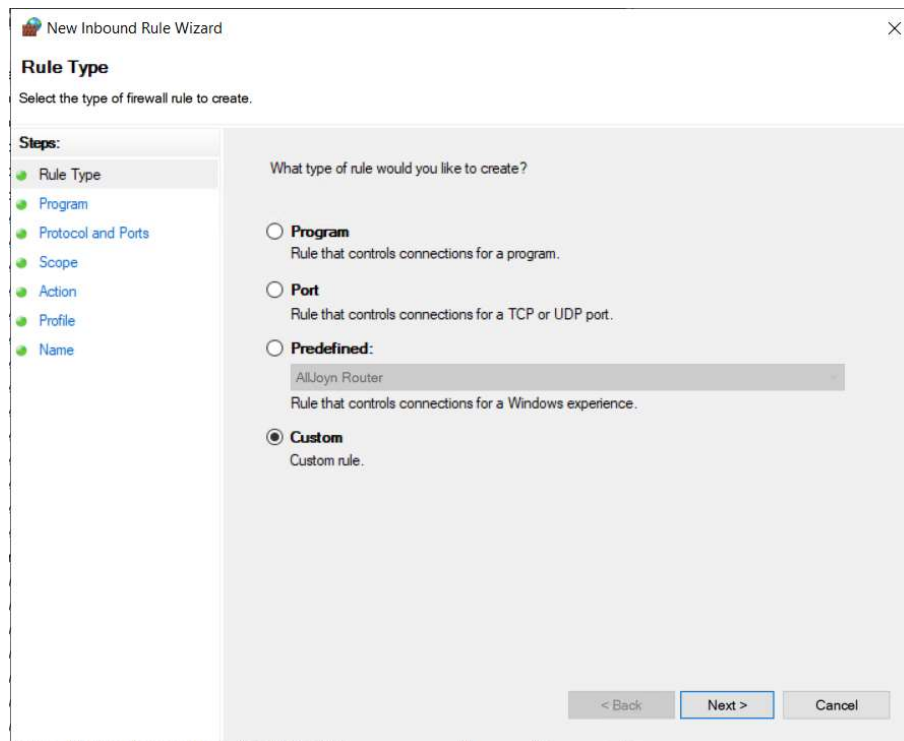 New Inbound Rule Wizard
Rule Type
Select the type of firewall rule to create.
Steps:
Rule Type
Program
Protocol and Ports
Scope
Action
Profile
Name
What type of rule would you like to create?
Program
Rule that controls connections for a program.
Port
Rule that controls connections for a TCP or UDP port.
Predefined:
AllJoyn Router
Rule that controls connections for a Windows experience.
Custom
Custom rule.
< Back
Next >
Cancel